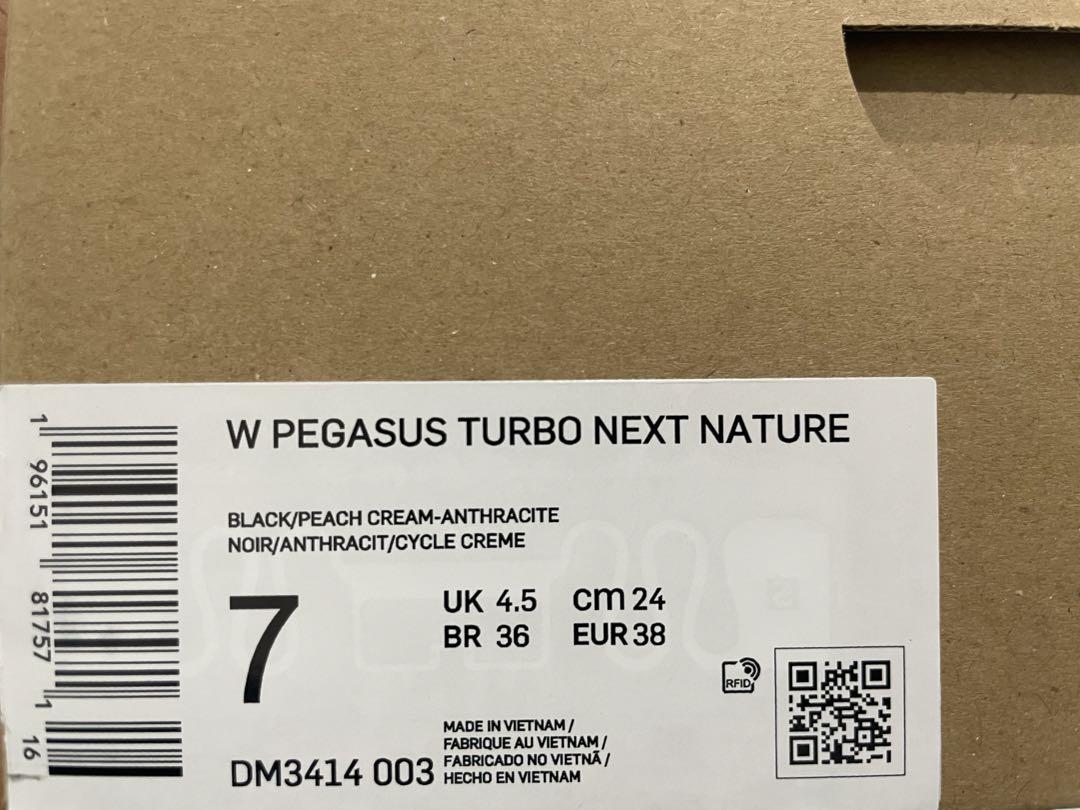 W PEGASUS TURBO NEXT NATURE
BLACK/PEACH CREAM-ANTHRACITE
NOIR/ANTHRACIT/CYCLE CREME
7
UK 4.5 cm 24
BR 36 EUR 38
RFID
MADE IN VIETNAM /
FABRIQUE AU VIETNAM /
FABRICADO NO VIETNÃ /
HECHO EN VIETNAM
DM3414 003
1 96151 81757 1 16